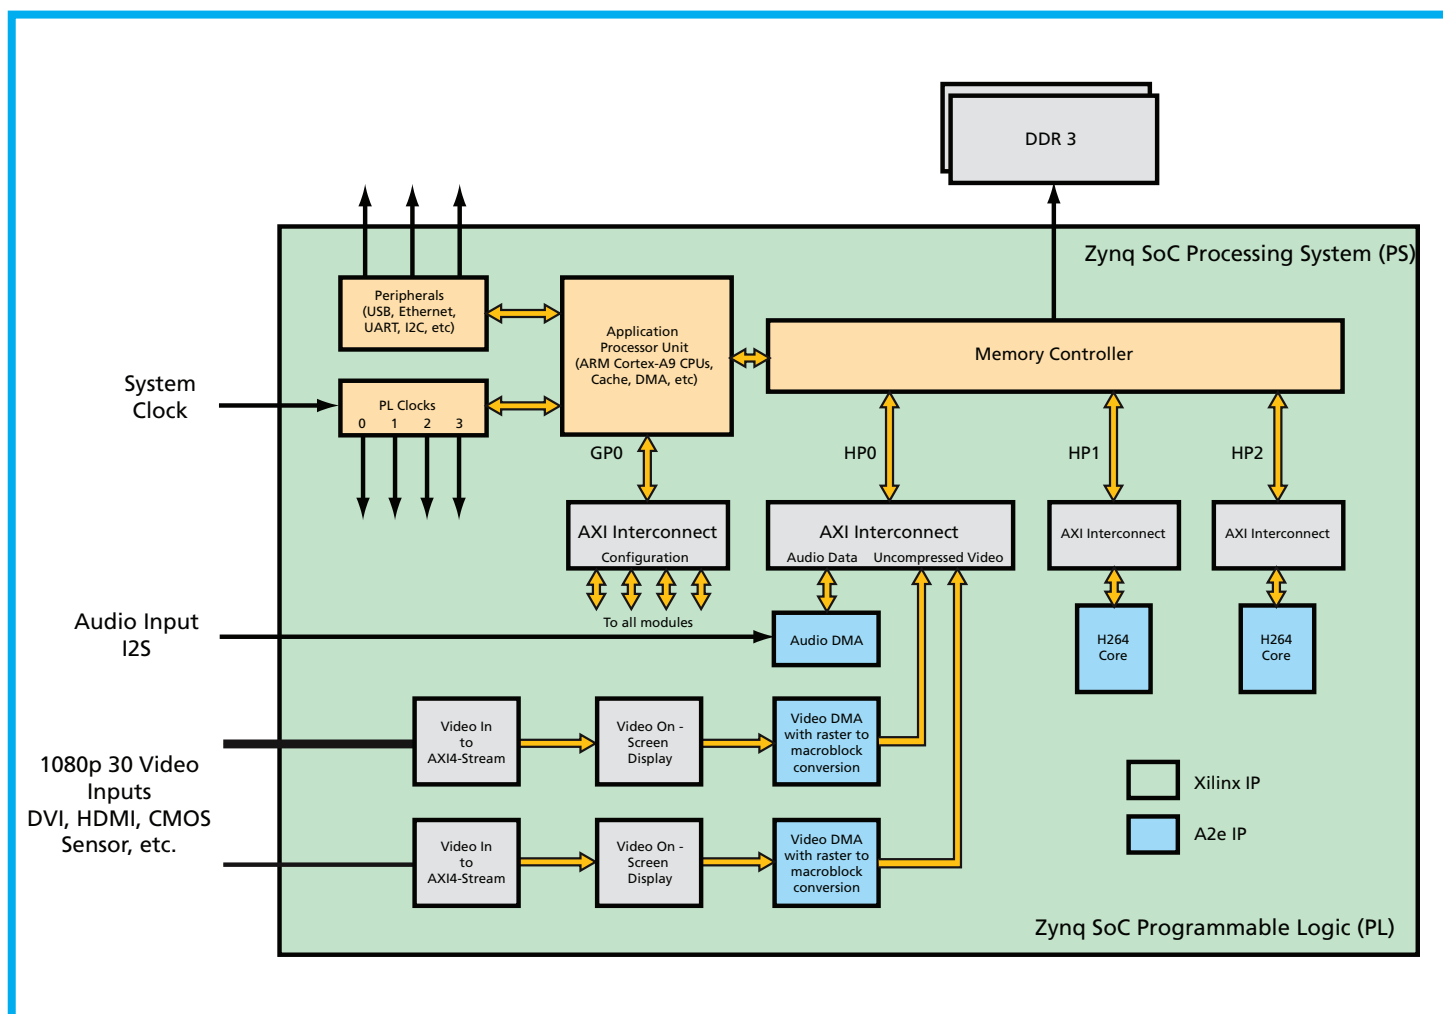 DDR 3
Zynq SoC Processing System (PS)
Peripherals
(USB, Ethernet,
UART, I2C, etc)
Application
Processor Unit
(ARM Cortex-A9 CPUs,
Cache, DMA, etc)
Memory Controller
System
Clock
PL Clocks
0 1 2 3
GP0
HP0
HP1
HP2
AXI Interconnect
Configuration
AXI Interconnect
Audio Data Uncompressed Video
AXI Interconnect
AXI Interconnect
To all modules
Audio Input
I2S
Audio DMA
H264
Core
H264
Core
1080p 30 Video
Inputs
DVI, HDMI, CMOS
Sensor, etc.
Video In
to
AXI4-Stream
Video On -
Screen
Display
Video DMA
with raster to
macroblock
conversion
Video In
to
AXI4-Stream
Video On -
Screen
Display
Video DMA
with raster to
macroblock
conversion
Xilinx IP
A2e IP
Zynq SoC Programmable Logic (PL)